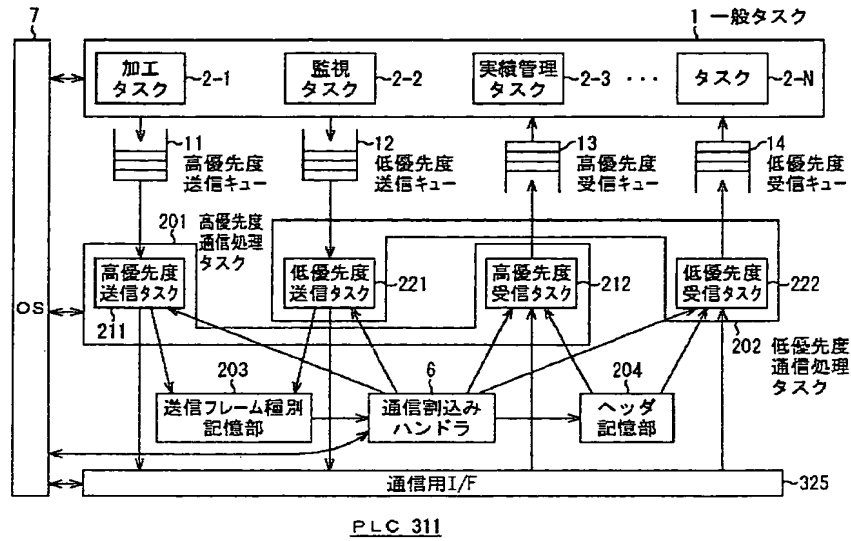 7
1 一般タスク
加工
タスク
2-1
監視
タスク
2-2
実績管理
タスク
2-3
・・・
タスク
2-N
11
高優先度
送信キュー
12
低優先度
送信キュー
13
高優先度
受信キュー
14
低優先度
受信キュー
201 高優先度
通信処理
タスク
OS
高優先度
送信タスク
211
低優先度
送信タスク
221
高優先度
受信タスク
212
低優先度
受信タスク
222
202 低優先度
通信処理
タスク
203
送信フレーム種別
記憶部
6
通信割込み
ハンドラ
204
ヘッダ
記憶部
通信用I/F
325
PLC 311